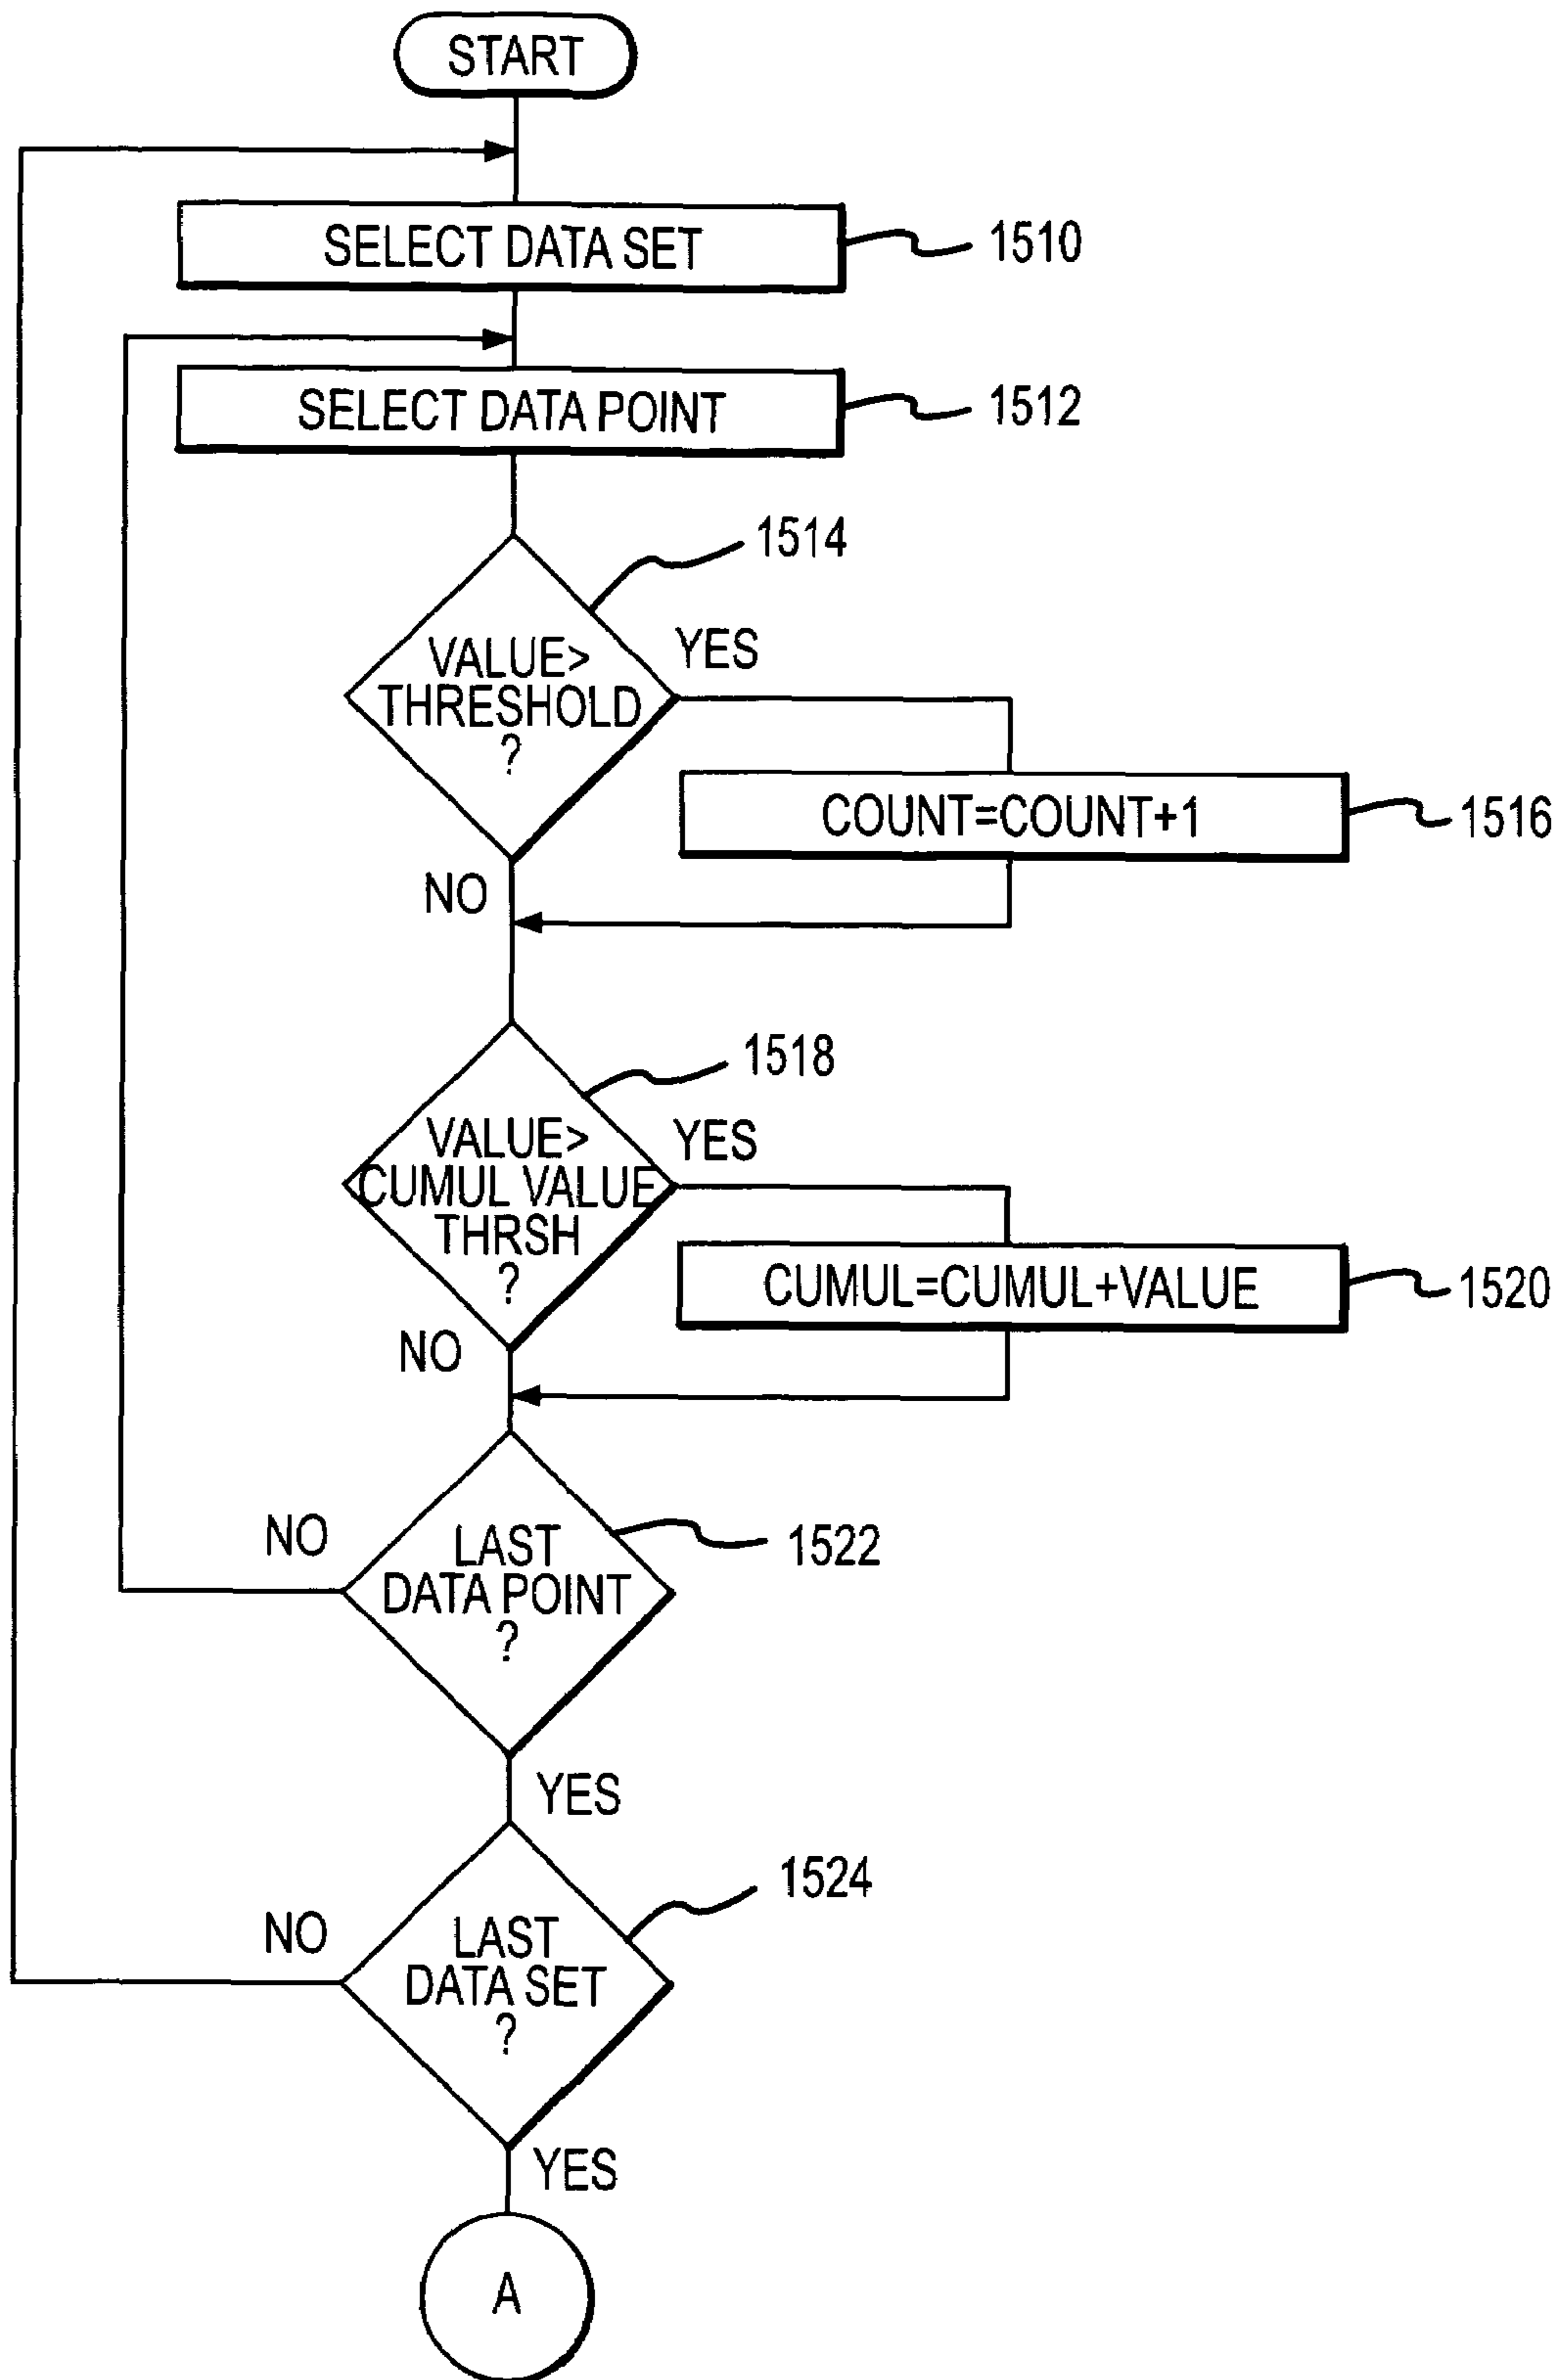 START
SELECT DATA SET
1510
SELECT DATA POINT
1512
1514
VALUE>
THRESHOLD
?
YES
COUNT=COUNT+1
1516
NO
1518
VALUE>
CUMUL VALUE
THRSH
?
YES
CUMUL=CUMUL+VALUE
1520
NO
1522
LAST
DATA POINT
?
NO
YES
1524
LAST
DATA SET
?
NO
YES
A